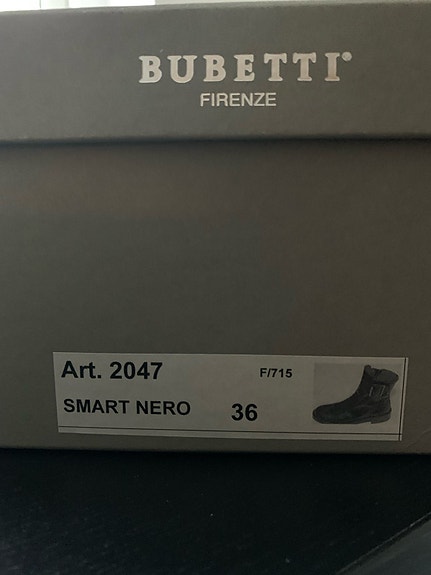 BUBETTI®
FIRENZE
Art. 2047 F/715
SMART NERO 36